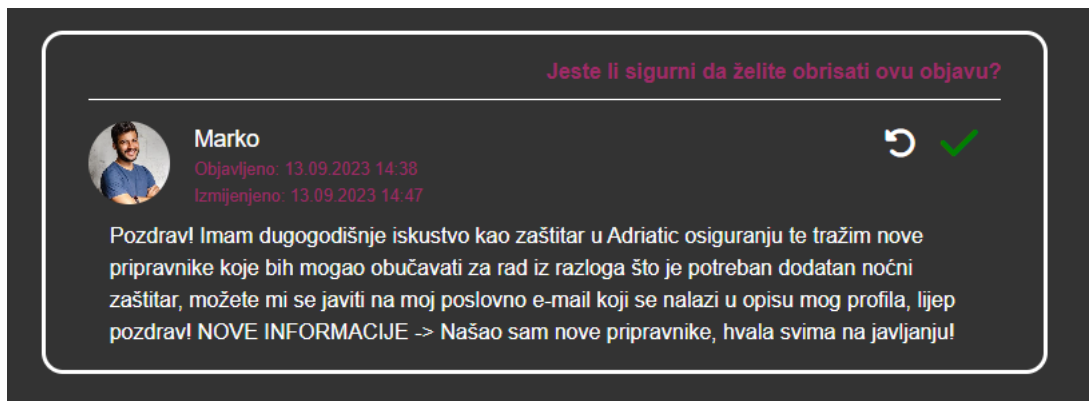 Jeste li sigurni da želite obrisati ovu objavu?
Marko
Objavljeno: 13.09.2023 14:38
Izmijenjeno: 13.09.2023 14:47
Pozdrav! Imam dugogodišnje iskustvo kao zaštitar u Adriatic osiguranju te tražim nove
pripravnike koje bih mogao obučavati za rad iz razloga što je potreban dodatan noćni
zaštitar, možete mi se javiti na moj poslovno e-mail koji se nalazi u opisu mog profila, lijep
pozdrav! NOVE INFORMACIJE -> Našao sam nove pripravnike, hvala svima na javljanju!